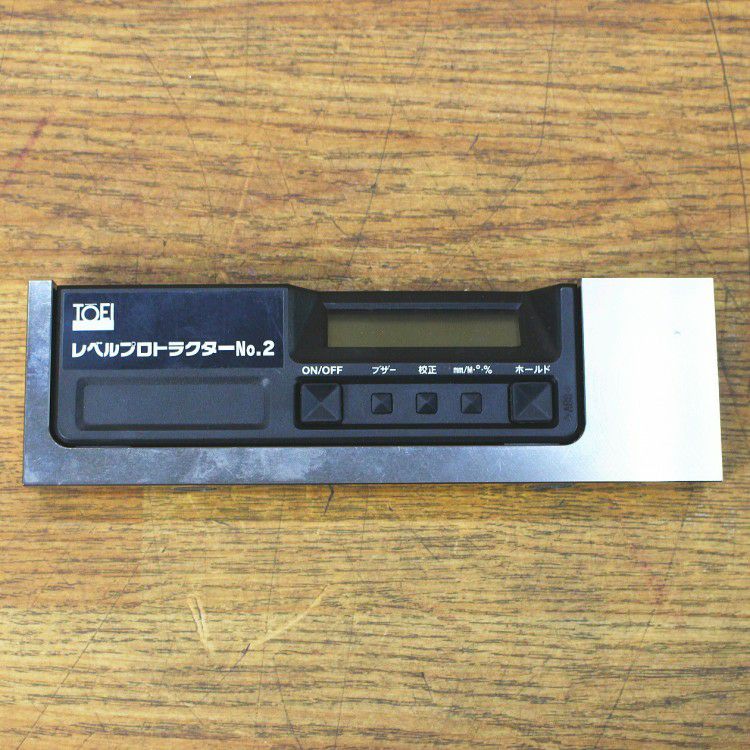 TOEI
レベルプロトラクターNo.2
ON/OFF ブザー 校正 mm/M・°・% ホールド
>ABS<